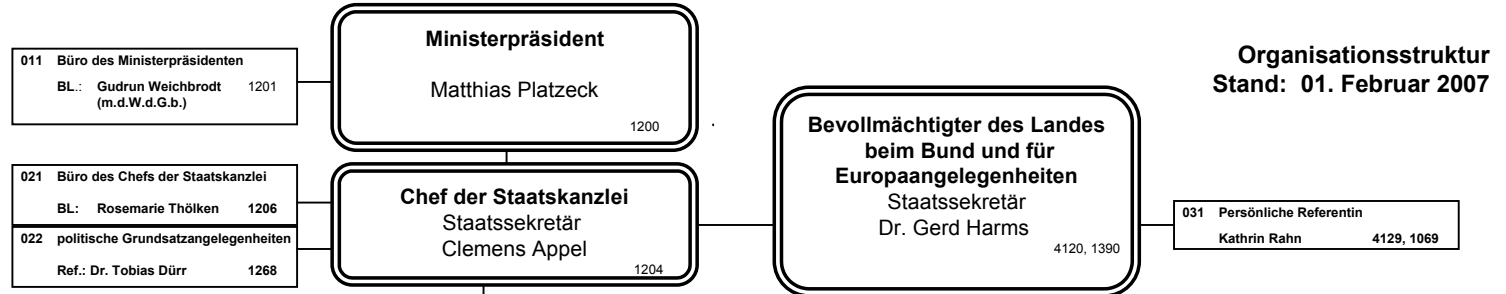 Organisationsstruktur
Stand: 01. Februar 2007
Ministerpräsident
Matthias Platzeck
1200
011 Büro des Ministerpräsidenten
BL.: Gudrun Weichbrodt 1201
(m.d.W.d.G.b.)
021 Büro des Chefs der Staatskanzlei
BL: Rosemarie Thölken 1206
022 politische Grundsatzangelegenheiten
Ref.: Dr. Tobias Dürr 1268
Chef der Staatskanzlei
Staatssekretär
Clemens Appel
1204
Bevollmächtigter des Landes
beim Bund und für
Europaangelegenheiten
Staatssekretär
Dr. Gerd Harms
4120, 1390
031 Persönliche Referentin
Kathrin Rahn 4129, 1069